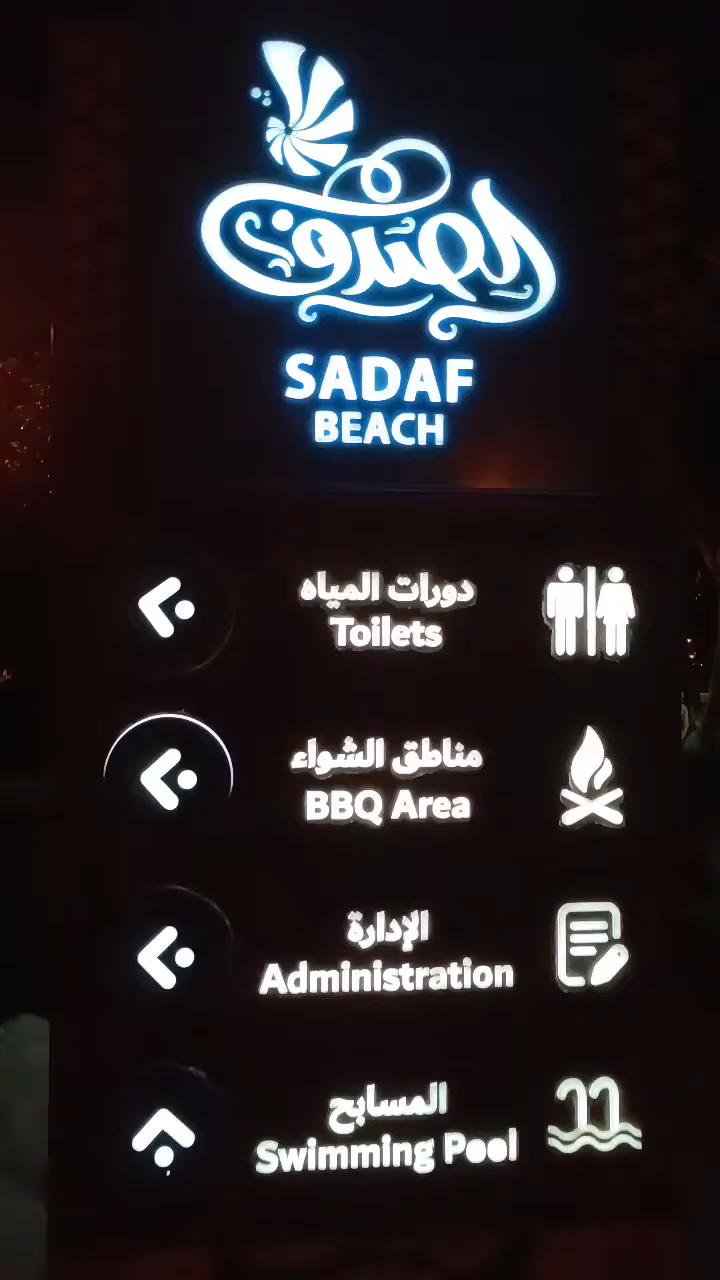 الصدف
SADAF
BEACH
دورات المياه
Toilets
مناطق الشواء
BBQ Area
الإدارة
Administration
المسابح
Swimming Pool